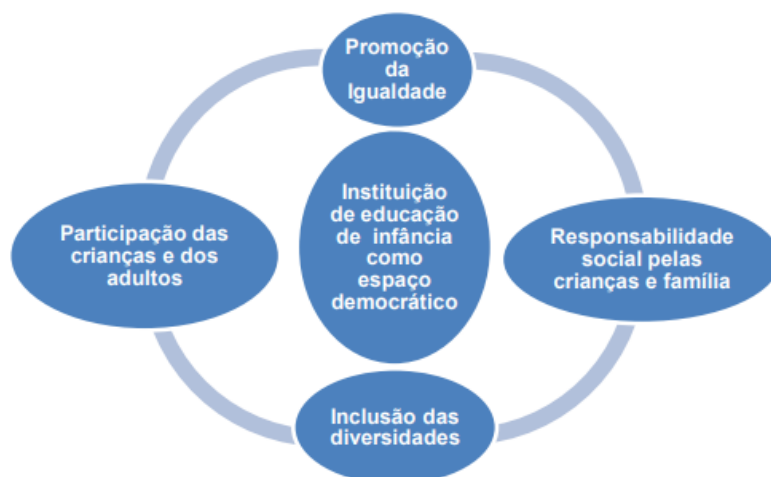 Promoção
da
Igualdade
Participação das
crianças e dos
adultos
Instituição
de educação
de infância
como
espaço
democrático
Responsabilidade
social pelas
crianças e família
Inclusão das
diversidades